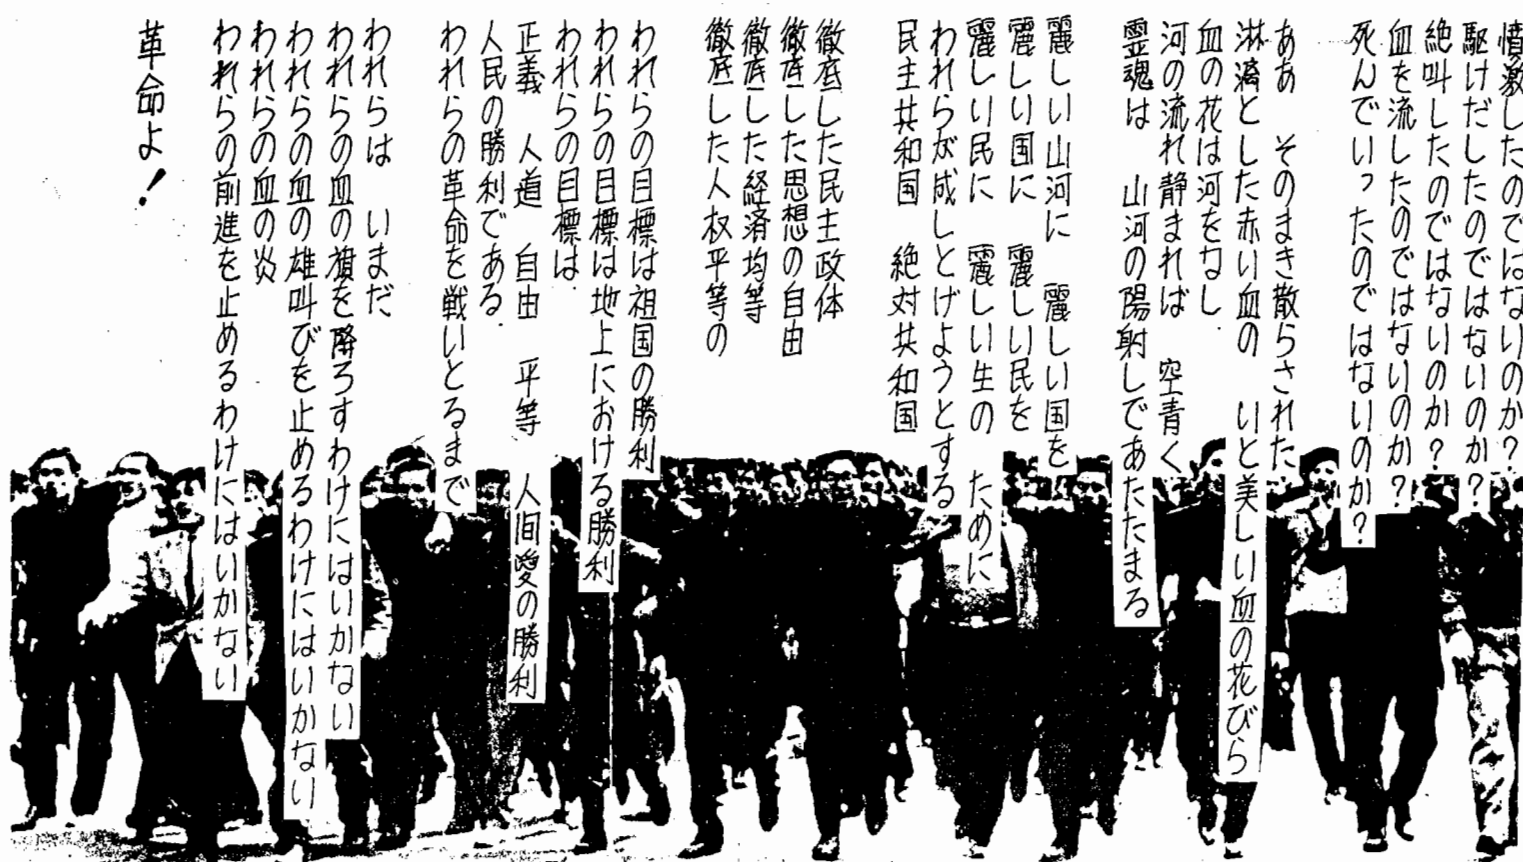 憤激したのではないのか？
駆けだしたのではないのか？
絶叫したのではないのか？
血を流したのではないのか？
死んでいったのではないのか？
ああ　そのまき散らされた
淋漓とした赤い血の　いと美しい血の花びら
血の花は河をなし
河の流れ静まれば　空青く
霊魂は　山河の陽射しであたたまる
麗しい山河に　麗しい国を
麗しい国に　麗しい民を
麗しい民に　麗しい生の　ために
われらが成しとげようとする
民主共和国　絶対共和国
徹底した民主政体
徹底した思想の自由
徹底した経済均等
徹底した人权平等の
われらの目標は祖国の勝利
われらの目標は地上における勝利
われらの目標は
正義　人道　自由　平等　人间愛の勝利
人民の勝利である
われらの革命を戦いとるまで
われらは　いまだ
われらの血の旗を降ろすわけにはいかない
われらの血の雄叫びを止めるわけにはいかない
われらの血の炎
われらの前進を止めるわけにはいかない
革命よ！